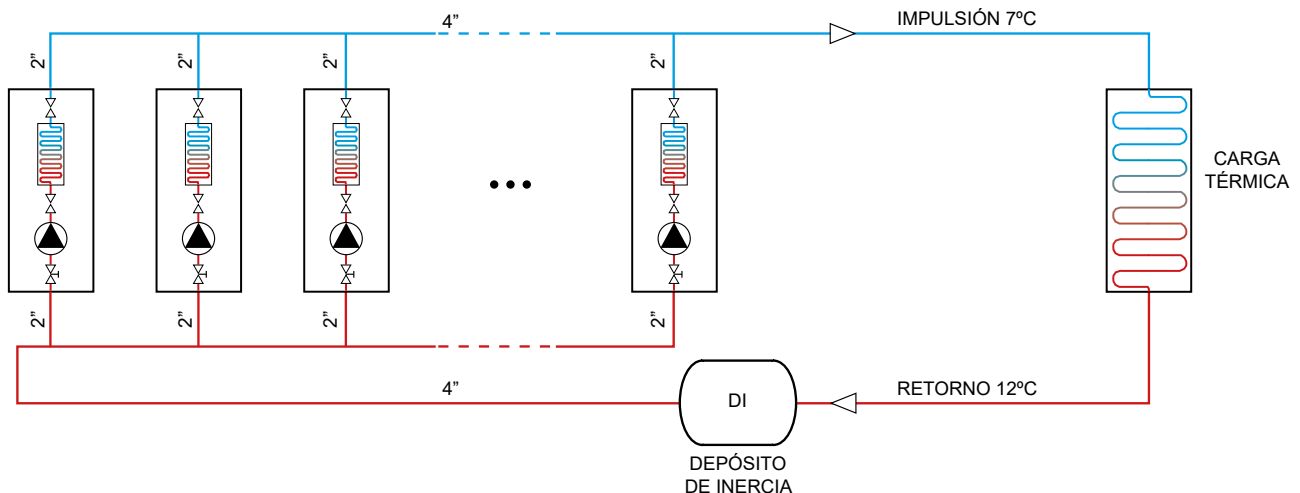 4”
IMPULSIÓN 7ºC
2”
2”
2”
2”
CARGA
TÉRMICA
2”
2”
2”
2”
4”
RETORNO 12ºC
DI
DEPÓSITO
DE INERCIA